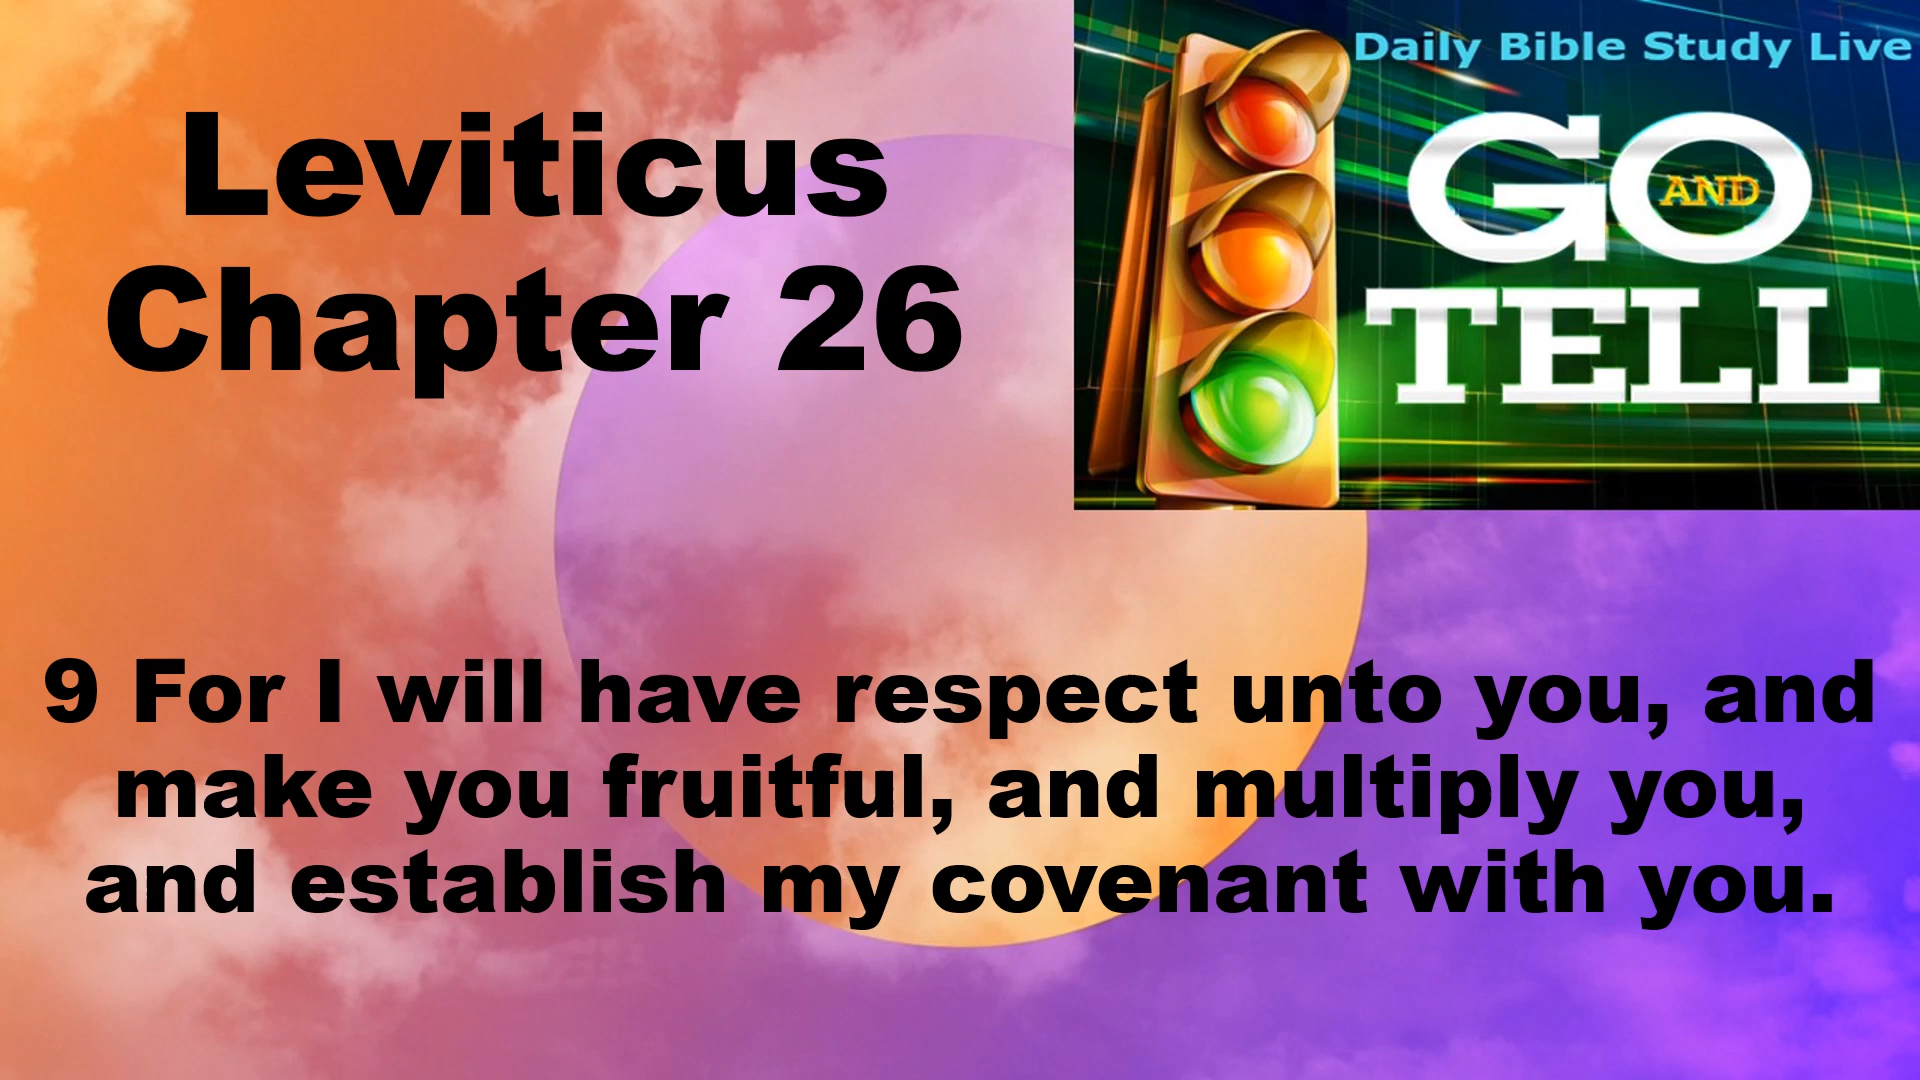 Leviticus
Chapter 26
Daily Bible Study Live
GO
AND
TELL
9 For I will have respect unto you, and
make you fruitful, and multiply you,
and establish my covenant with you.